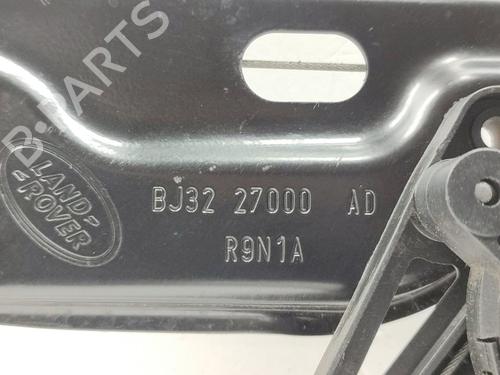 B-PARTS
LAND-
-ROVER
BJ32 27000 AD
R9N1A